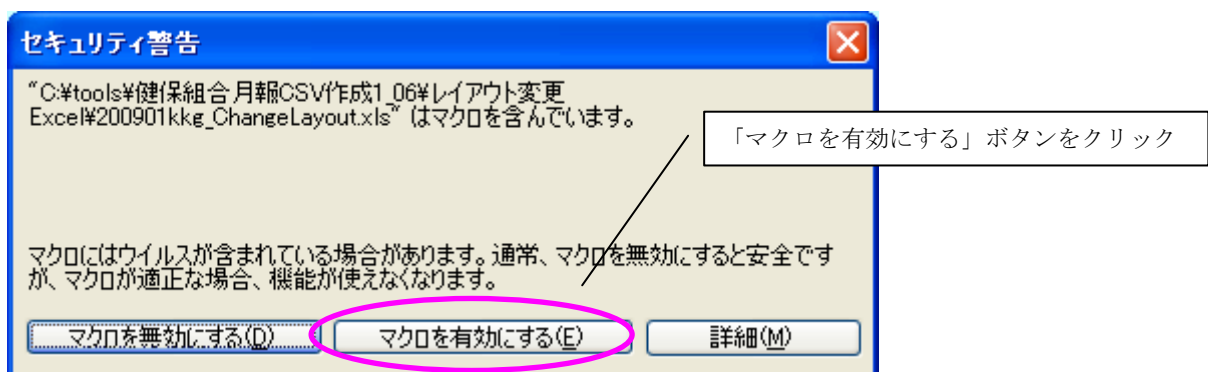 セキュリティ警告
"C:¥tools¥健保組合月報CSV作成1_06¥レイアウト変更
Excel¥200901kkg_ChangeLayout.xls" はマクロを含んでいます。
「マクロを有効にする」ボタンをクリック
マクロにはウイルスが含まれている場合があります。通常、マクロを無効にすると安全です
が、マクロが適正な場合、機能が使えなくなります。
マクロを無効にする(D)
マクロを有効にする(E)
詳細(M)